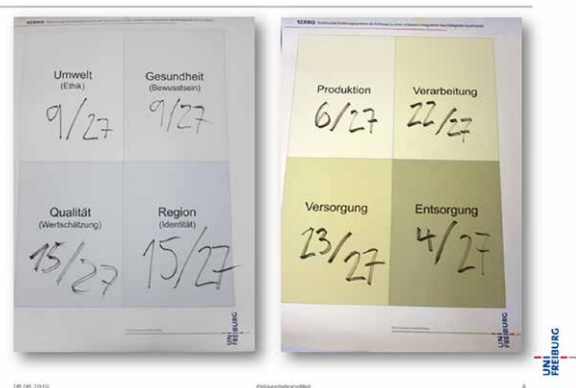 Umwelt
(Ethik)
9/27
Gesundheit
(Bewusstsein)
9/27
Qualität
(Wertschätzung)
15/27
Region
(Identität)
15/27
UNI
FREIBURG
KERNiG
Produktion
6/27
Verarbeitung
22/27
Versorgung
23/27
Entsorgung
4/27
UNI
FREIBURG
UNI
FREIBURG